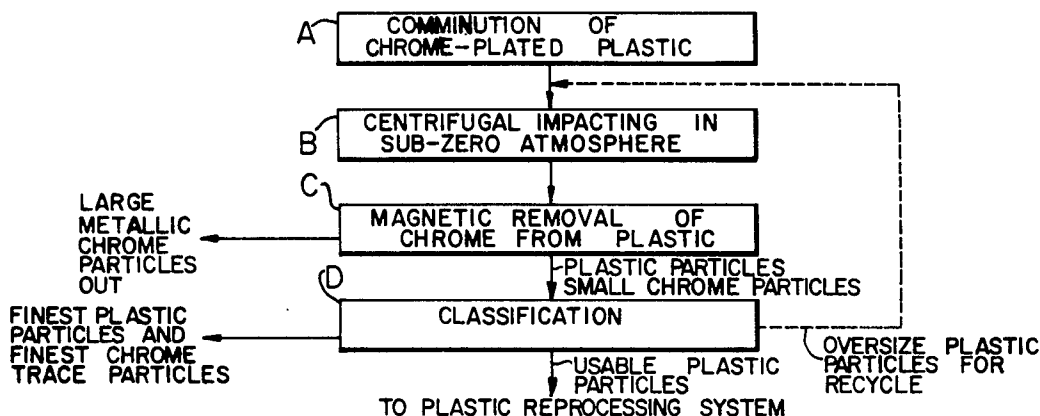 A
COMMINUTION OF
CHROME-PLATED PLASTIC
B
CENTRIFUGAL IMPACTING IN
SUB-ZERO ATMOSPHERE
C
MAGNETIC REMOVAL OF
CHROME FROM PLASTIC
LARGE
METALLIC
CHROME
PARTICLES
OUT
PLASTIC PARTICLES
SMALL CHROME PARTICLES
D
CLASSIFICATION
FINEST PLASTIC
PARTICLES AND
FINEST CHROME
TRACE PARTICLES
OVERSIZE PLASTIC
PARTICLES FOR
RECYCLE
USABLE PLASTIC
PARTICLES
TO PLASTIC REPROCESSING SYSTEM